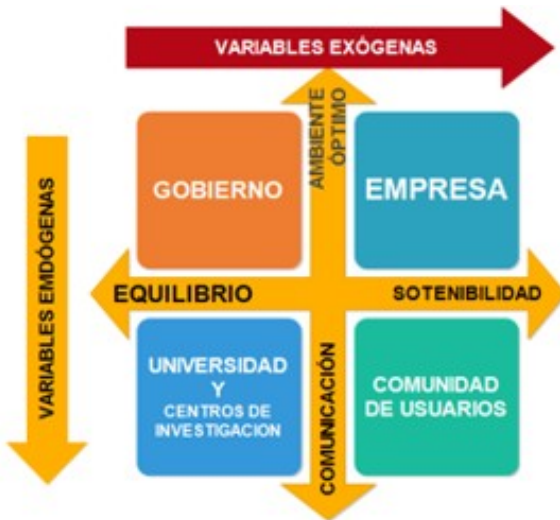 VARIABLES EXÓGENAS
AMBIENTE
ÓPTIMO
GOBIERNO
EMPRESA
VARIABLES EMDÓGENAS
EQUILIBRIO
SOTENIBILIDAD
UNIVERSIDAD
Y
CENTROS DE
INVESTIGACION
COMUNICACIÓN
COMUNIDAD
DE USUARIOS